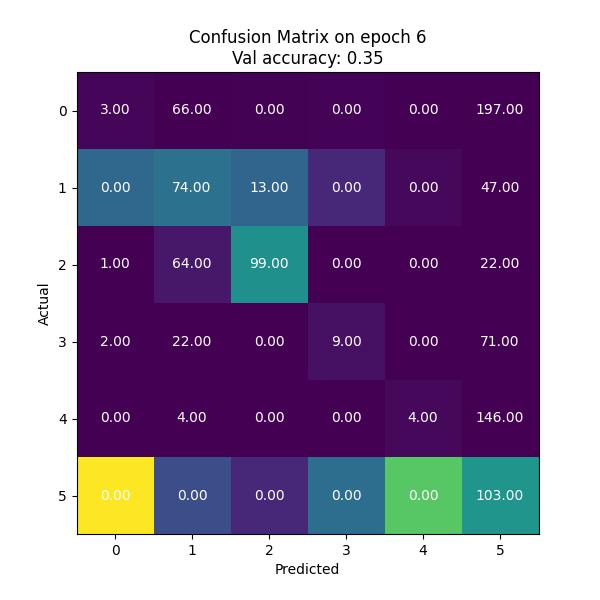 Confusion Matrix on epoch 6
Val accuracy: 0.35
0 3.00 66.00 0.00 0.00 0.00 197.00
1 0.00 74.00 13.00 0.00 0.00 47.00
2 1.00 64.00 99.00 0.00 0.00 22.00
3 2.00 22.00 0.00 9.00 0.00 71.00
4 0.00 4.00 0.00 0.00 4.00 146.00
5 0.00 0.00 0.00 0.00 0.00 103.00
Actual
0 1 2 3 4 5
Predicted